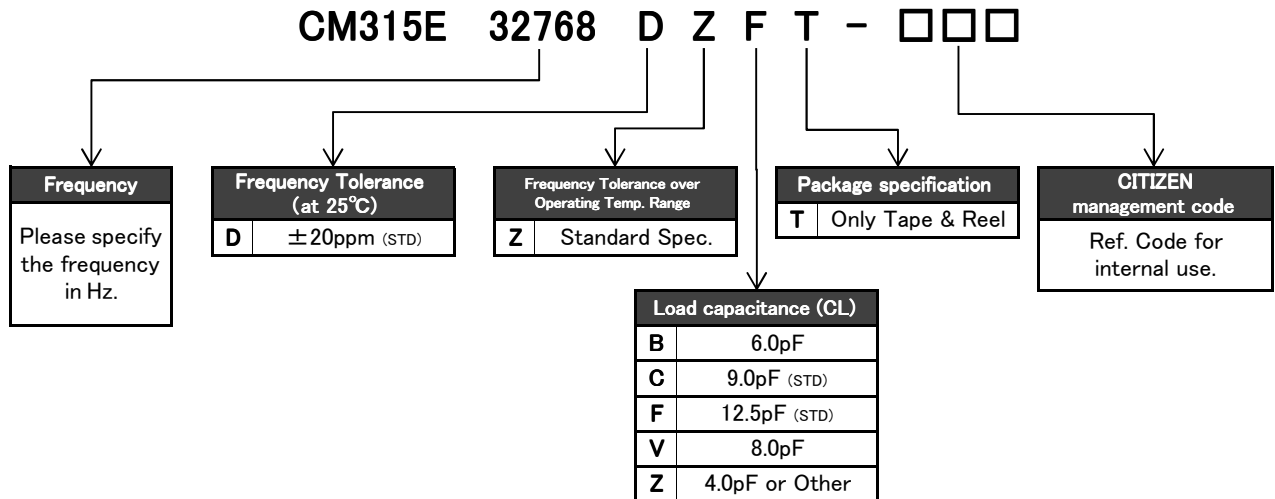 CM315E 32768 D Z F T - □□□
Frequency
Please specify
the frequency
in Hz.
Frequency Tolerance
(at 25℃)
D ±20ppm (STD)
Frequency Tolerance over
Operating Temp. Range
Z Standard Spec.
Package specification
T Only Tape & Reel
CITIZEN
management code
Ref. Code for
internal use.
Load capacitance (CL)
B 6.0pF
C 9.0pF (STD)
F 12.5pF (STD)
V 8.0pF
Z 4.0pF or Other